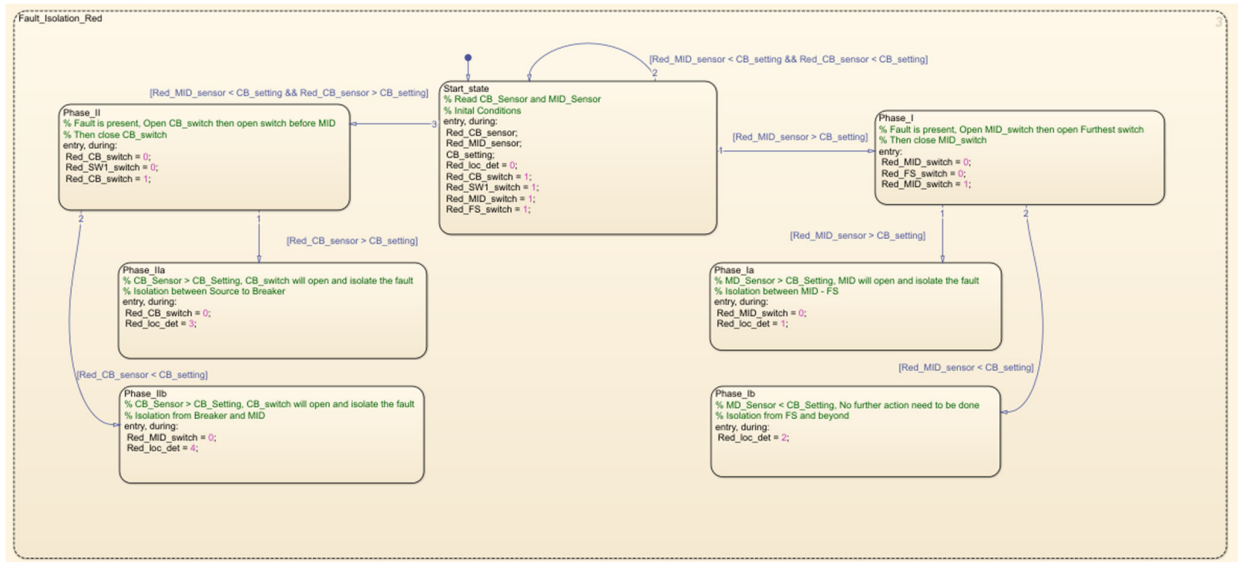 Fault_Isolation_Red
3
[Red_MID_sensor < CB_setting && Red_CB_sensor < CB_setting]
2
Start_state
% Read CB_Sensor and MID_Sensor
% Inital Conditions
entry, during:
Red_CB_sensor;
Red_MID_sensor;
CB_setting;
Red_loc_det = 0;
Red_CB_switch = 1;
Red_SW1_switch = 1;
Red_MID_switch = 1;
Red_FS_switch = 1;
[Red_MID_sensor < CB_setting && Red_CB_sensor > CB_setting]
3
Phase_II
% Fault is present, Open CB_switch then open switch before MID
% Then close CB_switch
entry, during:
Red_CB_switch = 0;
Red_SW1_switch = 0;
Red_CB_switch = 1;
[Red_MID_sensor > CB_setting]
1
Phase_I
% Fault is present, Open MID_switch then open Furthest switch
% Then close MID_switch
entry:
Red_MID_switch = 0;
Red_FS_switch = 0;
Red_MID_switch = 1;
2
1
[Red_CB_sensor > CB_setting]
Phase_IIa
% CB_Sensor > CB_Setting, CB_switch will open and isolate the fault
% Isolation between Source to Breaker
entry, during:
Red_CB_switch = 0;
Red_loc_det = 3;
[Red_CB_sensor < CB_setting]
Phase_IIb
% CB_Sensor > CB_Setting, CB_switch will open and isolate the fault
% Isolation from Breaker and MID
entry, during:
Red_MID_switch = 0;
Red_loc_det = 4;
1
2
[Red_MID_sensor > CB_setting]
Phase_Ia
% MD_Sensor > CB_Setting, MID will open and isolate the fault
% Isolation between MID - FS
entry, during:
Red_MID_switch = 0;
Red_loc_det = 1;
[Red_MID_sensor < CB_setting]
Phase_Ib
% MD_Sensor < CB_Setting, No further action need to be done
% Isolation from FS and beyond
entry, during:
Red_loc_det = 2;